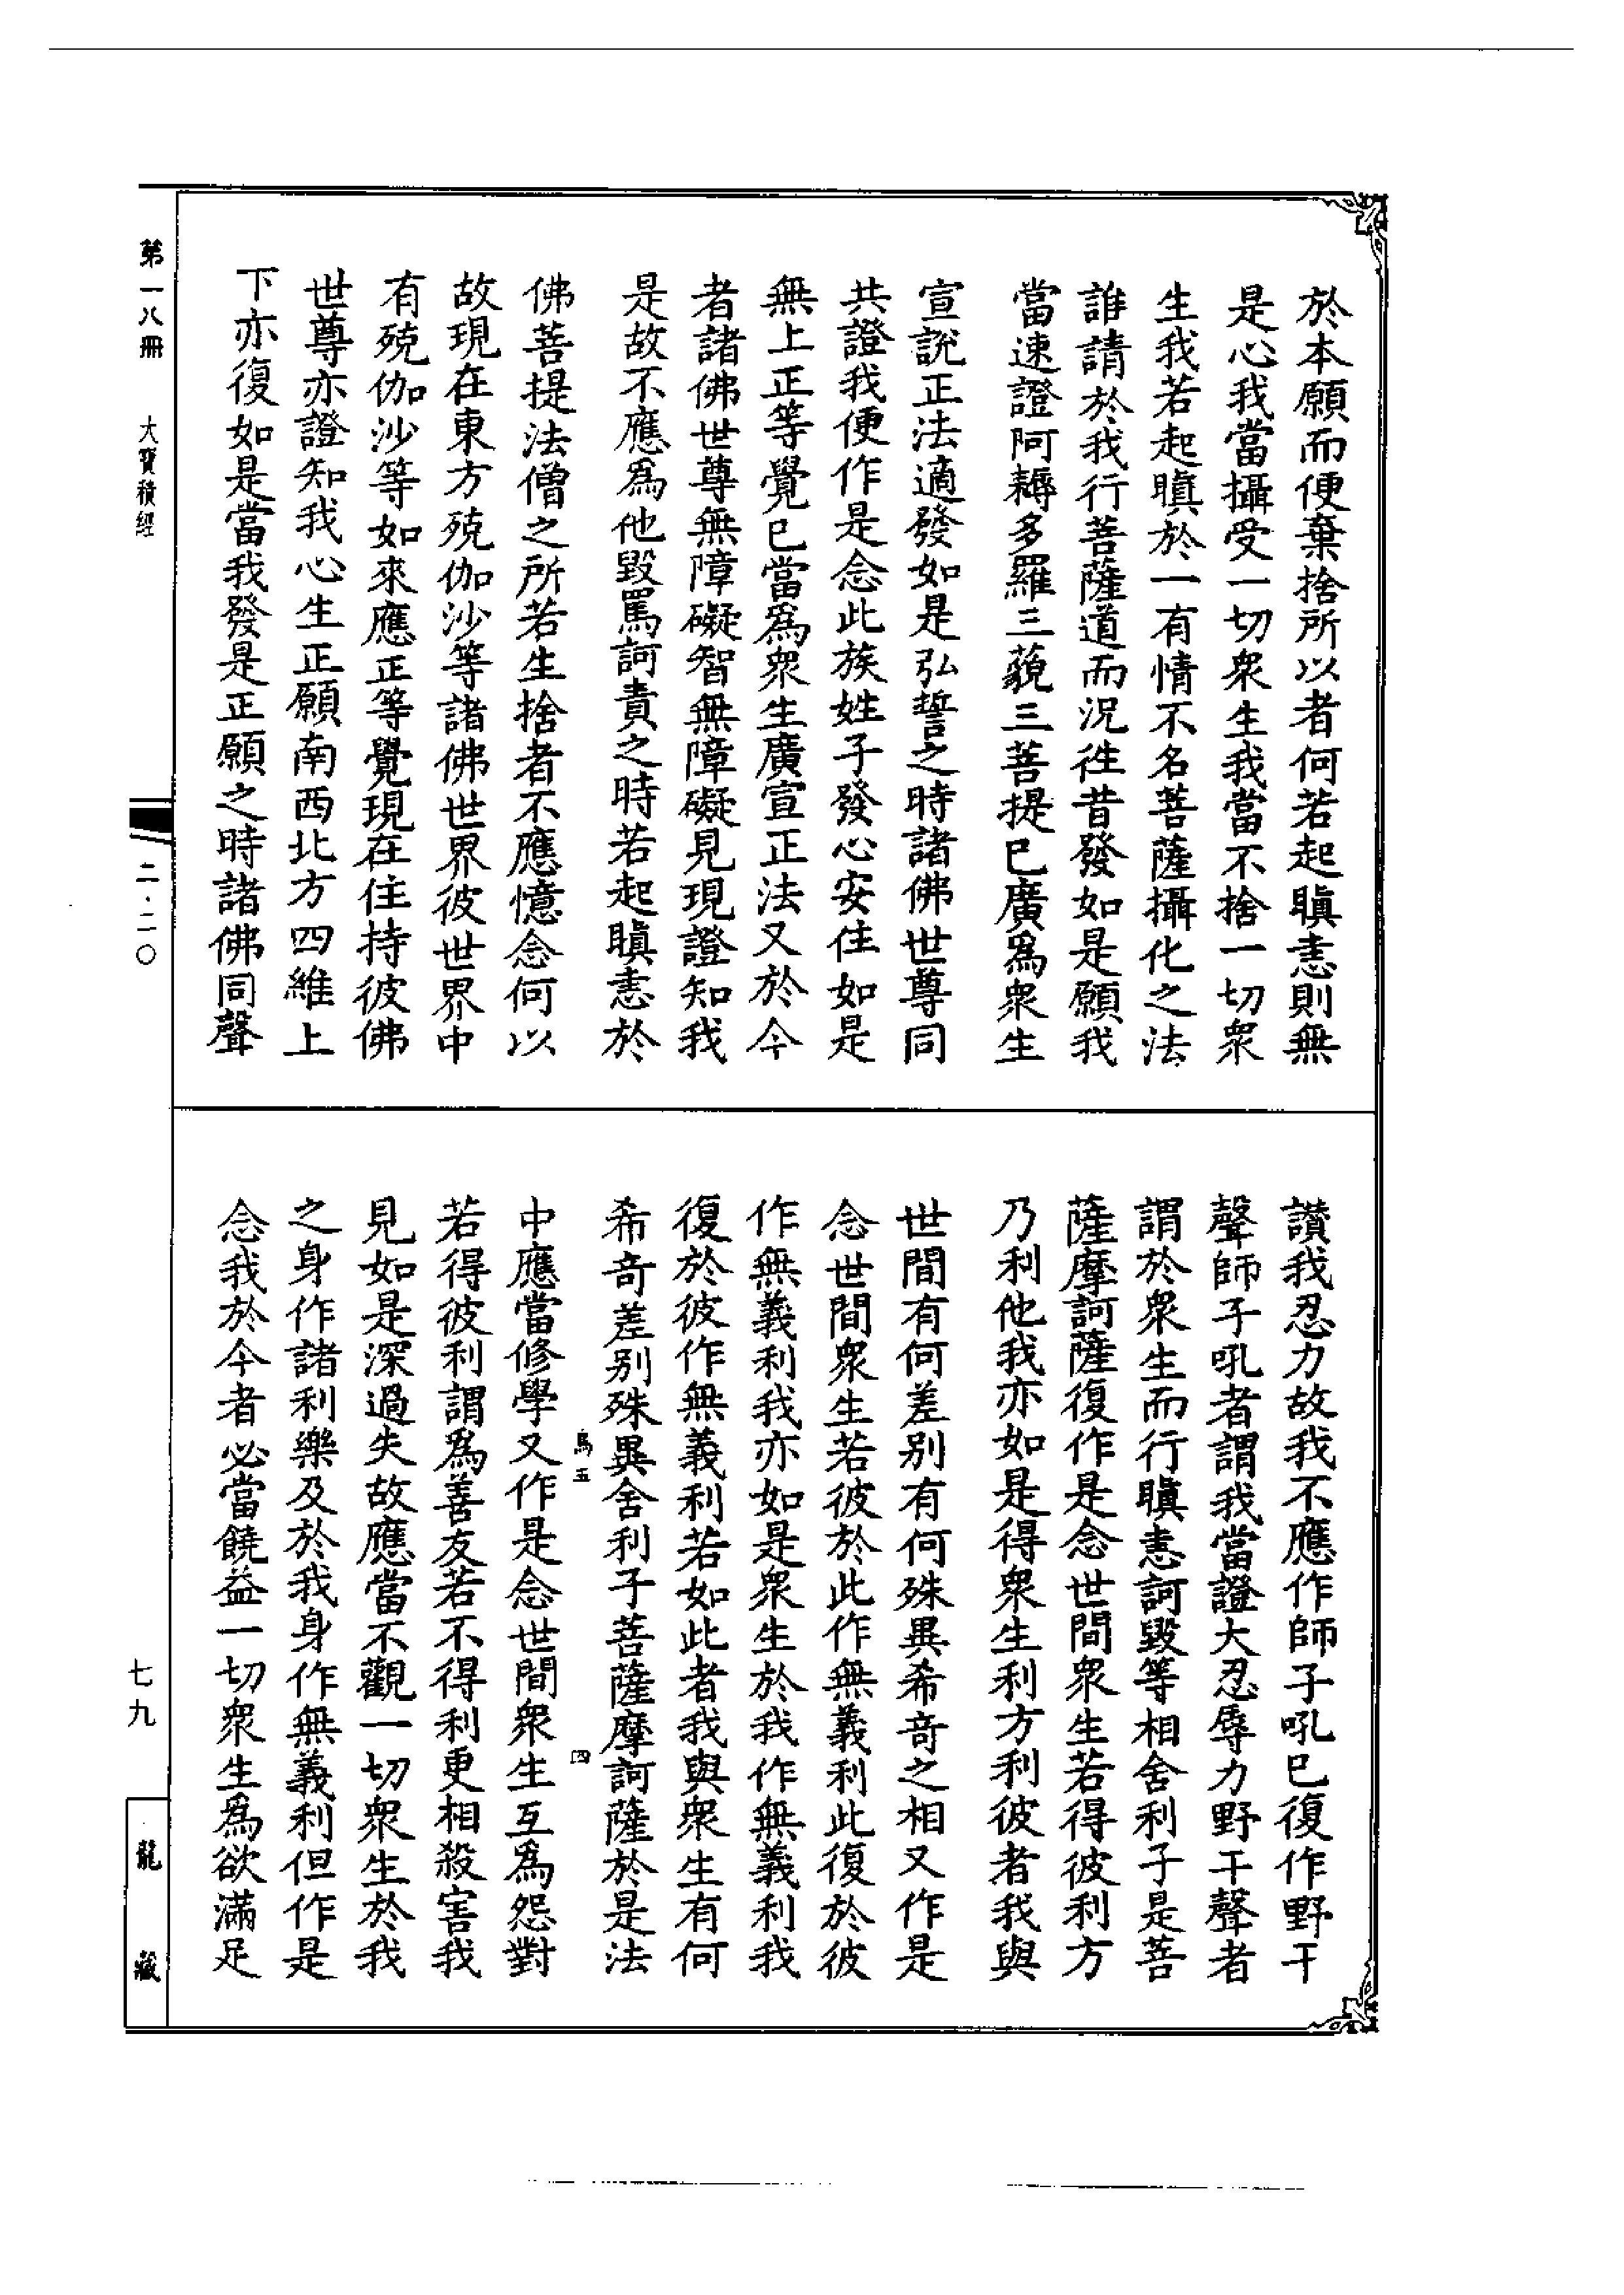 於本願而便棄捨所以者何若起瞋恚則無
是心我當攝受一切衆生我當不捨一切衆
生我若起瞋於一有情不名菩薩攝化之法
誰請於我行菩薩道而況徃昔發如是願我
當速證阿耨多羅三藐三菩提巳廣爲衆生
宣說正法適發如是弘誓之時諸佛世尊同
共證我便作是念此族姓子發心安住如是
無上正等覺巳當爲衆生廣宣正法又於今
者諸佛世尊無障礙智無障礙見現證知我
是故不應爲他毀罵訶責之時若起瞋恚於
佛菩提法僧之所若生捨者不應憶念何以
故現在東方殑伽沙等諸佛世界彼世界中
有殑伽沙等如來應正等覺現在住持彼佛
世尊亦證知我心生正願南西北方四維上
下亦復如是當我發是正願之時諸佛同聲
讃我忍力故我不應作師子吼巳復作野干
聲師子吼者謂我當證大忍辱力野干聲者
謂於衆生而行瞋恚訶毀等相舍利子是菩
薩摩訶薩復作是念世間衆生若得彼利方
乃利他我亦如是得衆生利方利彼者我與
世間有何差别有何殊異希奇之相又作是
念世間衆生若彼於此作無義利此復於彼
作無義利我亦如是衆生於我作無義利我
復於彼作無義利若如此者我與衆生有何
希奇差别殊異舍利子菩薩摩訶薩於是法
馬五 四
中應當修學又作是念世間衆生互爲怨對
若得彼利謂爲善友若不得利更相殺害我
見如是深過失故應當不觀一切衆生於我
之身作諸利樂及於我身作無義利但作是
念我於今者必當饒益一切衆生爲欲滿足
第一八冊 大寶積經 二·二〇 七九 龍藏